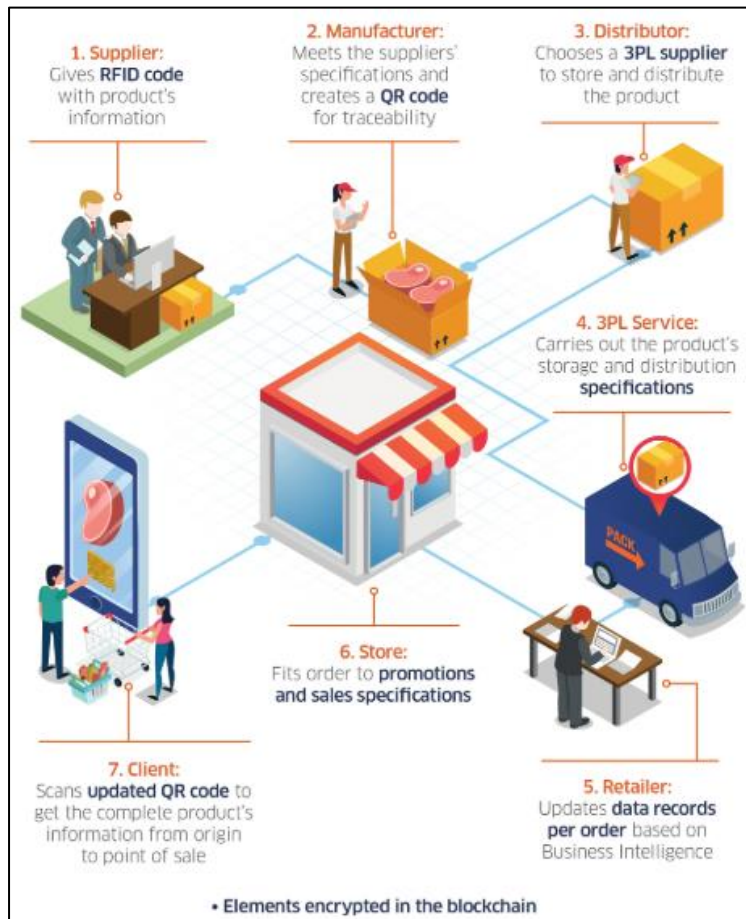 1. Supplier:
Gives RFID code
with product's
information
2. Manufacturer:
Meets the suppliers'
specifications and
creates a QR code
for traceability
3. Distributor:
Chooses a 3PL supplier
to store and distribute
the product
4. 3PL Service:
Carries out the product's
storage and distribution
specifications
PACK
5. Retailer:
Updates data records
per order based on
Business Intelligence
6. Store:
Fits order to promotions
and sales specifications
7. Client:
Scans updated QR code to
get the complete product's
information from origin
to point of sale
• Elements encrypted in the blockchain